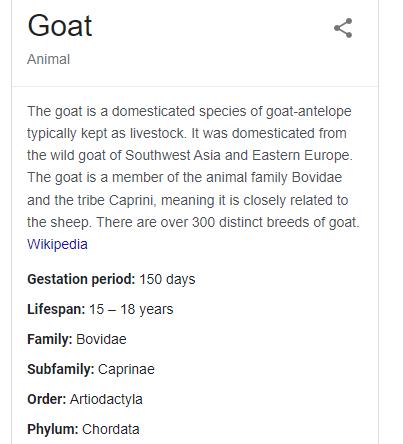 Goat
Animal
The goat is a domesticated species of goat-antelope
typically kept as livestock. It was domesticated from
the wild goat of Southwest Asia and Eastern Europe.
The goat is a member of the animal family Bovidae
and the tribe Caprini, meaning it is closely related to
the sheep. There are over 300 distinct breeds of goat.
Wikipedia
Gestation period: 150 days
Lifespan: 15 – 18 years
Family: Bovidae
Subfamily: Caprinae
Order: Artiodactyla
Phylum: Chordata